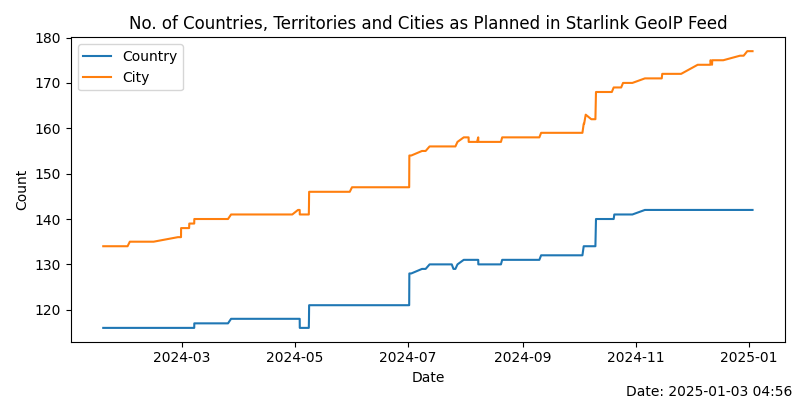 No. of Countries, Territories and Cities as Planned in Starlink GeoIP Feed
Country
City
180
170
160
150
140
130
120
Count
2024-03 2024-05 2024-07 2024-09 2024-11 2025-01
Date
Date: 2025-01-03 04:56